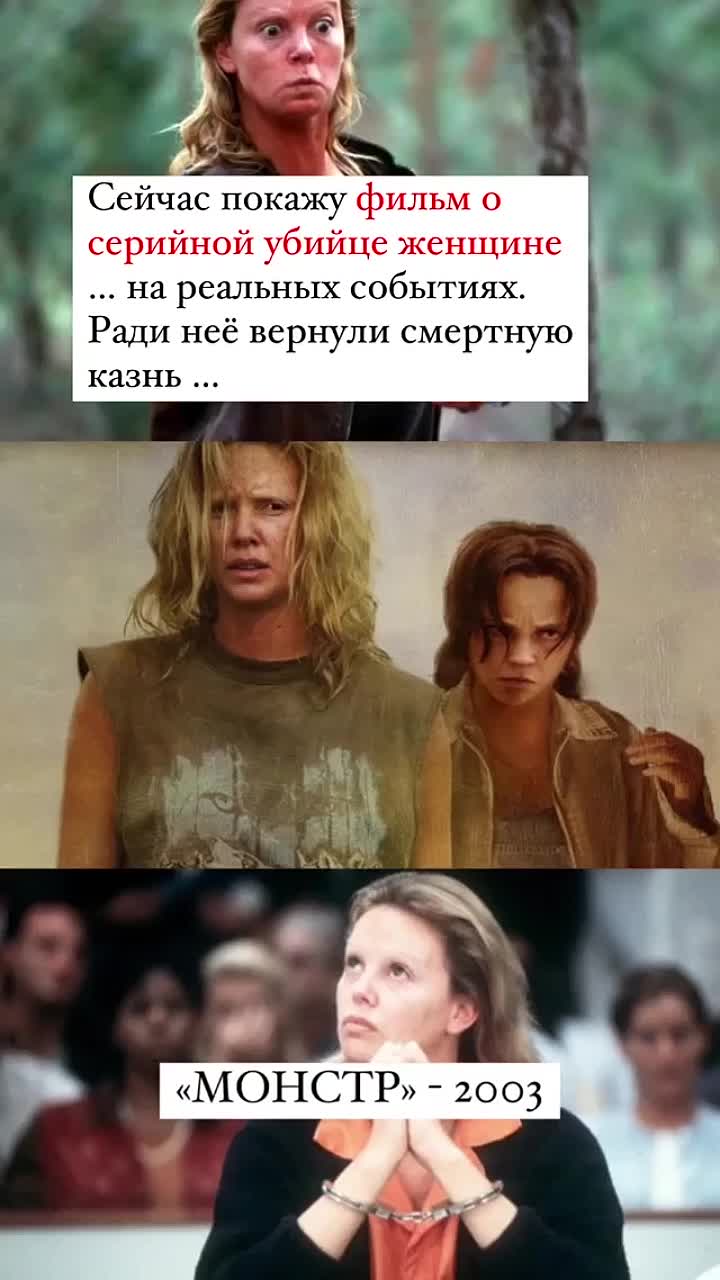 Сейчас покажу фильм о
серийной убийце женщине
... на реальных событиях.
Ради неё вернули смертную
казнь ...
«МОНСТР» - 2003